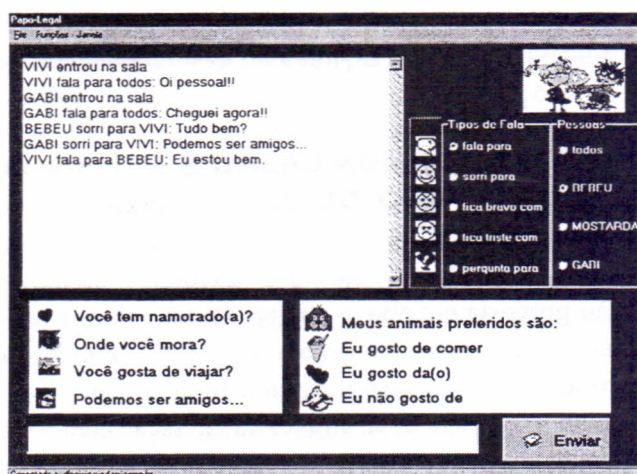 Papo-Legal
File Funções Janela
VIVI entrou na sala
VIVI fala para todos: Oi pessoal!!
GABI entrou na sala
GABI fala para todos: Cheguei agora!!
BEBEU sorri para VIVI: Tudo bem?
GABI sorri para VIVI: Podemos ser amigos...
VIVI fala para BEBEU: Eu estou bem.
Tipos de Fala
fala para
sorri para
fica bravo com
fica triste com
pergunta para
Pessoas
todos
BEBEU
MOSTARDA
GABI
Você tem namorado(a)?
Onde você mora?
Você gosta de viajar?
Podemos ser amigos...
Meus animais preferidos são:
Eu gosto de comer
Eu gosto da(o)
Eu não gosto de
Enviar